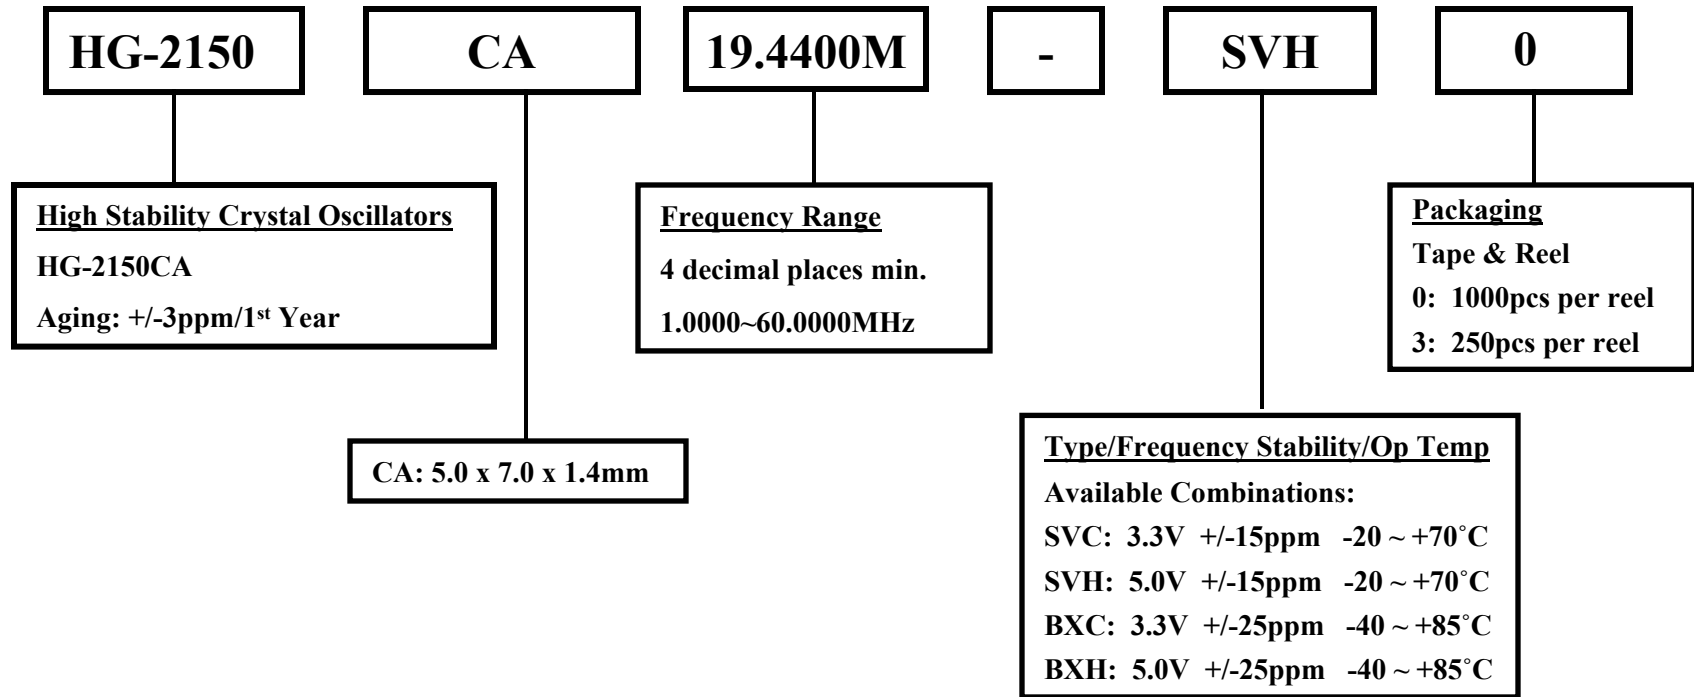 HG-2150 CA 19.4400M - SVH 0
High Stability Crystal Oscillators
HG-2150CA
Aging: +/-3ppm/1st Year
Frequency Range
4 decimal places min.
1.0000~60.0000MHz
Packaging
Tape & Reel
0: 1000pcs per reel
3: 250pcs per reel
CA: 5.0 x 7.0 x 1.4mm
Type/Frequency Stability/Op Temp
Available Combinations:
SVC: 3.3V +/-15ppm -20 ~ +70˚C
SVH: 5.0V +/-15ppm -20 ~ +70˚C
BXC: 3.3V +/-25ppm -40 ~ +85˚C
BXH: 5.0V +/-25ppm -40 ~ +85˚C